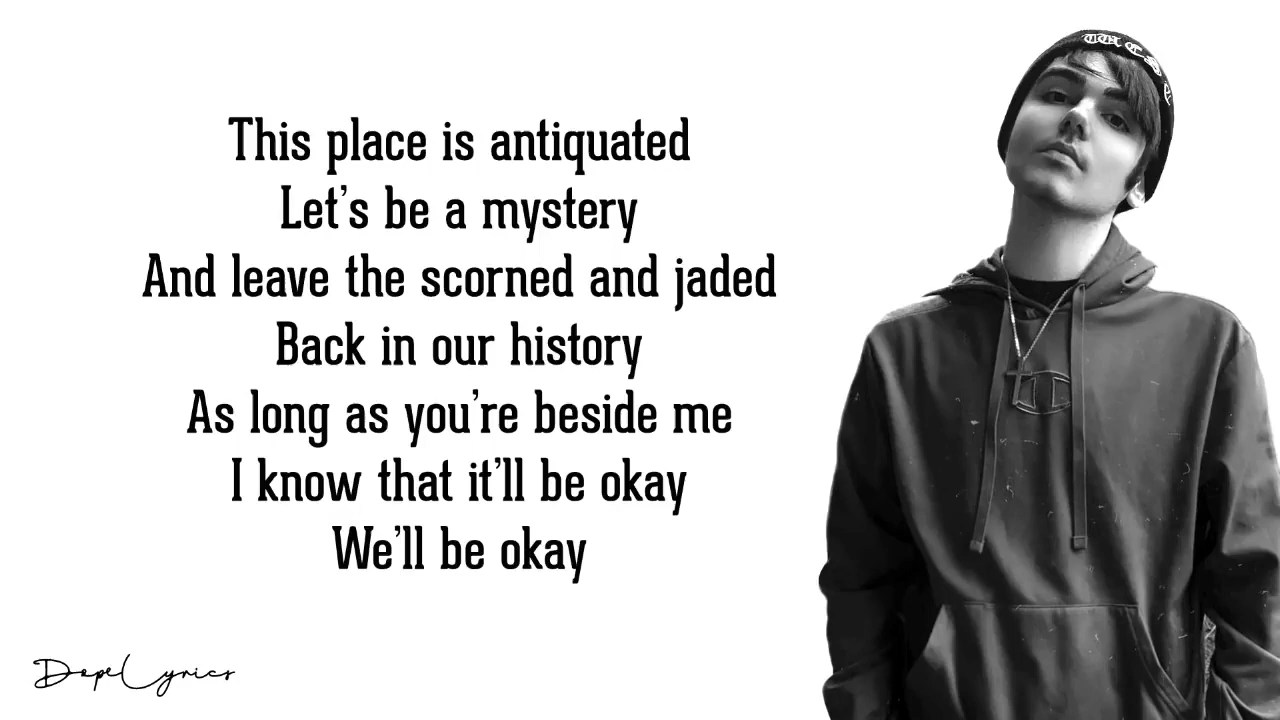 This place is antiquated
Let's be a mystery
And leave the scorned and jaded
Back in our history
As long as you're beside me
I know that it'll be okay
We'll be okay
DopeLyrics